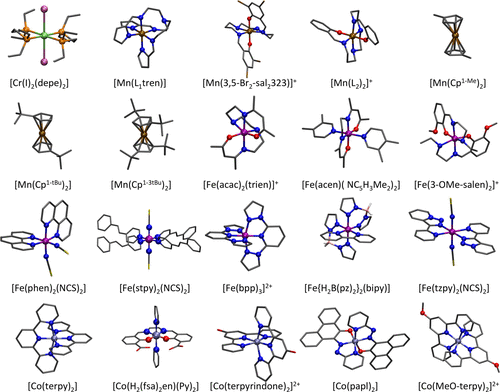 [Cr(I)₂(depe)₂] [Mn(L₁tren)] [Mn(3,5-Br₂-sal₂323)]⁺ [Mn(L₂)₂]⁺ [Mn(Cp¹⁻ᴹᵉ)₂]
[Mn(Cp¹⁻ᵗᴮᵘ)₂] [Mn(Cp¹⁻³ᵗᴮᵘ)₂] [Fe(acac)₂(trien)]⁺ [Fe(acen)( NC₅H₃Me₂)₂] [Fe(3-OMe-salen)₂]⁺
[Fe(phen)₂(NCS)₂] [Fe(stpy)₂(NCS)₂] [Fe(bpp)₃]²⁺ [Fe(H₂B(pz)₂)₂(bipy)] [Fe(tzpy)₂(NCS)₂]
[Co(terpy)₂] [Co(H₂(fsa)₂en)(Py)₂] [Co(terpyrindone)₂]²⁺ [Co(papl)₂] [Co(MeO-terpy)₂]²⁺